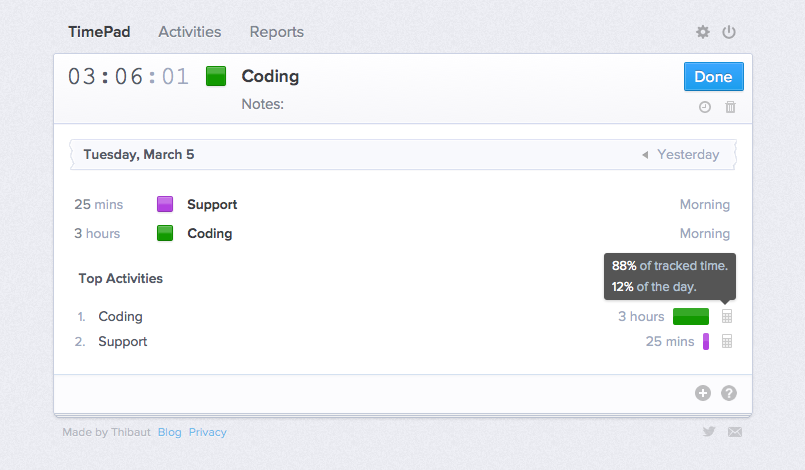 TimePad Activities Reports
03:06:01 Coding Done
Notes:
Tuesday, March 5 Yesterday
25 mins Support Morning
3 hours Coding Morning
88% of tracked time.
12% of the day.
Top Activities
1. Coding 3 hours
2. Support 25 mins
Made by Thibaut Blog Privacy